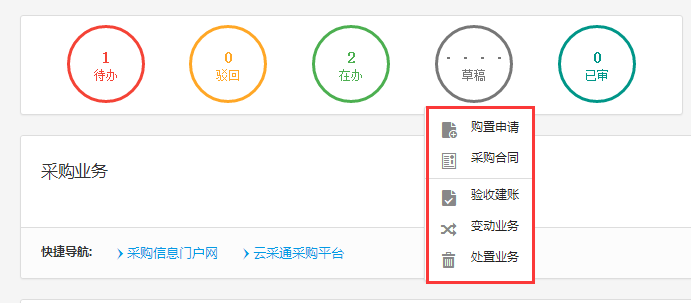 1
待办
0
驳回
2
在办
- - - -
草稿
0
已审
购置申请
采购合同
验收建账
变动业务
处置业务
采购业务
快捷导航: 采购信息门户网 云采通采购平台